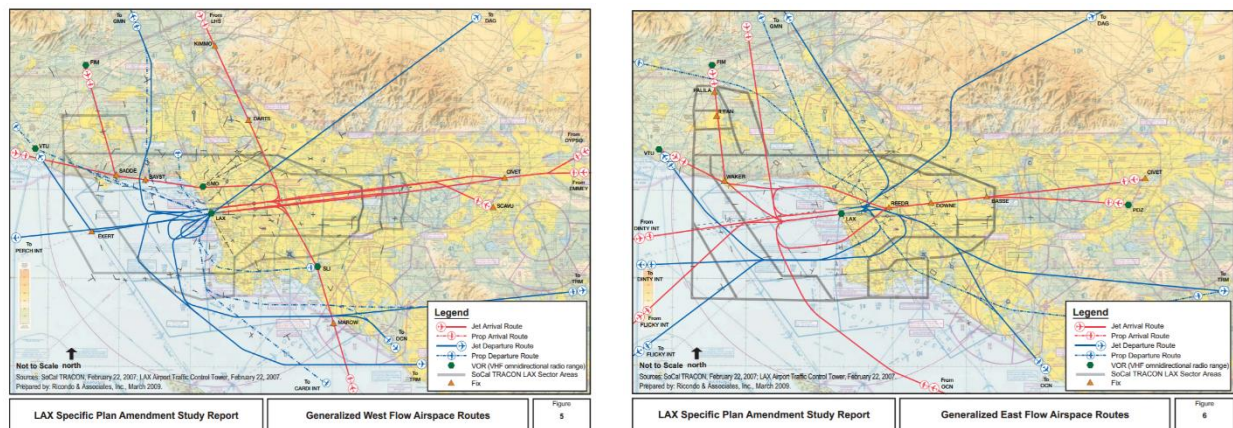 To
GMN
From
LHS
To
DAG
KIMMO
FIM
DARTS
VTU
SADDE
BAYST
SMO
From
DYPSO
CIVET
From
EMMEY
SCAVU
LAX
EXERT
To
PERCH INT
SLI
To
TRM
MAROW
To
OCN
To
CARDI INT
To
TRM
Not to Scale north
Sources: SoCal TRACON, February 22, 2007; LAX Airport Traffic Control Tower, February 22, 2007.
Prepared by: Ricondo & Associates, Inc., March 2009.
Legend
Jet Arrival Route
Prop Arrival Route
Jet Departure Route
Prop Departure Route
VOR (VHF omnidirectional radio range)
SoCal TRACON LAX Sector Areas
Fix
LAX Specific Plan Amendment Study Report
Generalized West Flow Airspace Routes
Figure
5
To
GMN
To
DAG
FIM
PALILA
VTU
WNKER
CIVET
REEDR
DOWNE
BASSE
PDZ
LAX
From
DINTY INT
To
DINTY INT
To
TRM
From
FLICKY INT
To
FLICKY INT
From
OCN
To
OCN
Not to Scale north
Sources: SoCal TRACON, February 22, 2007; LAX Airport Traffic Control Tower, February 22, 2007.
Prepared by: Ricondo & Associates, Inc., March 2009.
Legend
Jet Arrival Route
Prop Arrival Route
Jet Departure Route
Prop Departure Route
VOR (VHF omnidirectional radio range)
SoCal TRACON LAX Sector Areas
Fix
LAX Specific Plan Amendment Study Report
Generalized East Flow Airspace Routes
Figure
6